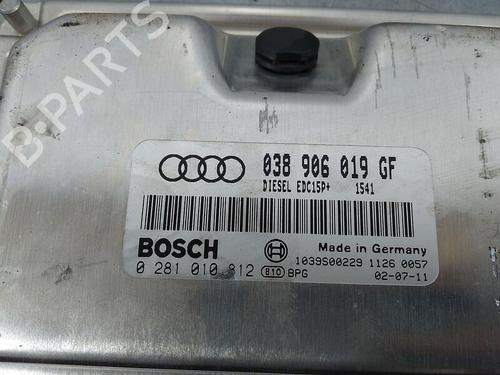 B-PARTS
038 906 019 GF
DIESEL EDC15P+ 1541
BOSCH
Made in Germany
0 281 010 812 810 BPG
1039S00229 1126 0057
02-07-11